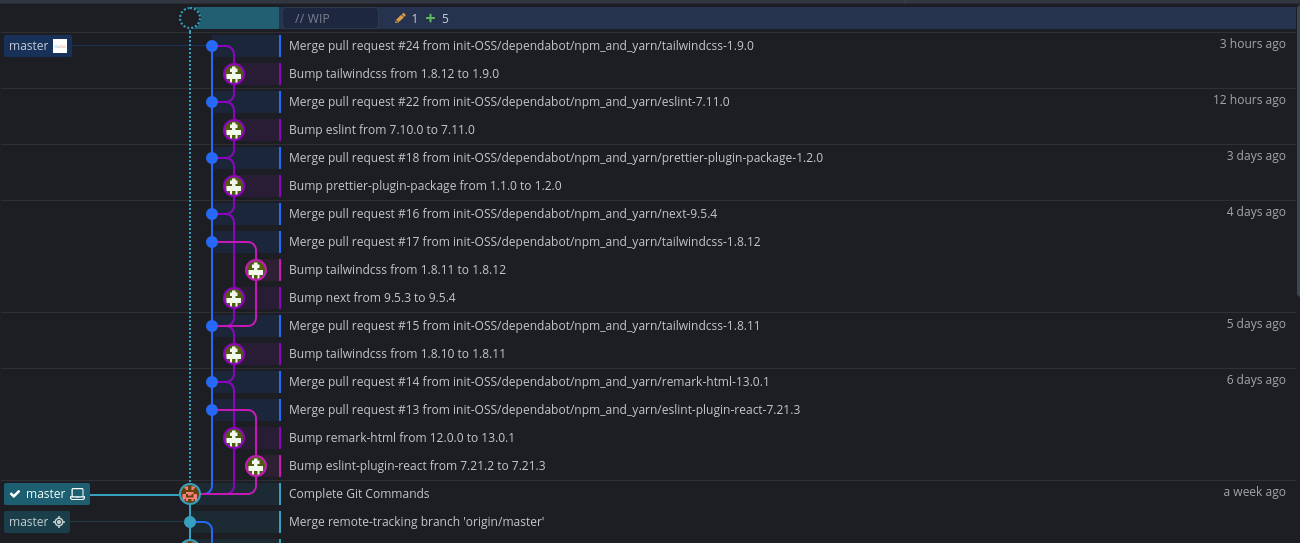 // WIP 1 + 5
master Merge pull request #24 from init-OSS/dependabot/npm_and_yarn/tailwindcss-1.9.0 3 hours ago
Bump tailwindcss from 1.8.12 to 1.9.0
Merge pull request #22 from init-OSS/dependabot/npm_and_yarn/eslint-7.11.0 12 hours ago
Bump eslint from 7.10.0 to 7.11.0
Merge pull request #18 from init-OSS/dependabot/npm_and_yarn/prettier-plugin-package-1.2.0 3 days ago
Bump prettier-plugin-package from 1.1.0 to 1.2.0
Merge pull request #16 from init-OSS/dependabot/npm_and_yarn/next-9.5.4 4 days ago
Merge pull request #17 from init-OSS/dependabot/npm_and_yarn/tailwindcss-1.8.12
Bump tailwindcss from 1.8.11 to 1.8.12
Bump next from 9.5.3 to 9.5.4
Merge pull request #15 from init-OSS/dependabot/npm_and_yarn/tailwindcss-1.8.11 5 days ago
Bump tailwindcss from 1.8.10 to 1.8.11
Merge pull request #14 from init-OSS/dependabot/npm_and_yarn/remark-html-13.0.1 6 days ago
Merge pull request #13 from init-OSS/dependabot/npm_and_yarn/eslint-plugin-react-7.21.3
Bump remark-html from 12.0.0 to 13.0.1
Bump eslint-plugin-react from 7.21.2 to 7.21.3
master Complete Git Commands a week ago
master Merge remote-tracking branch 'origin/master'